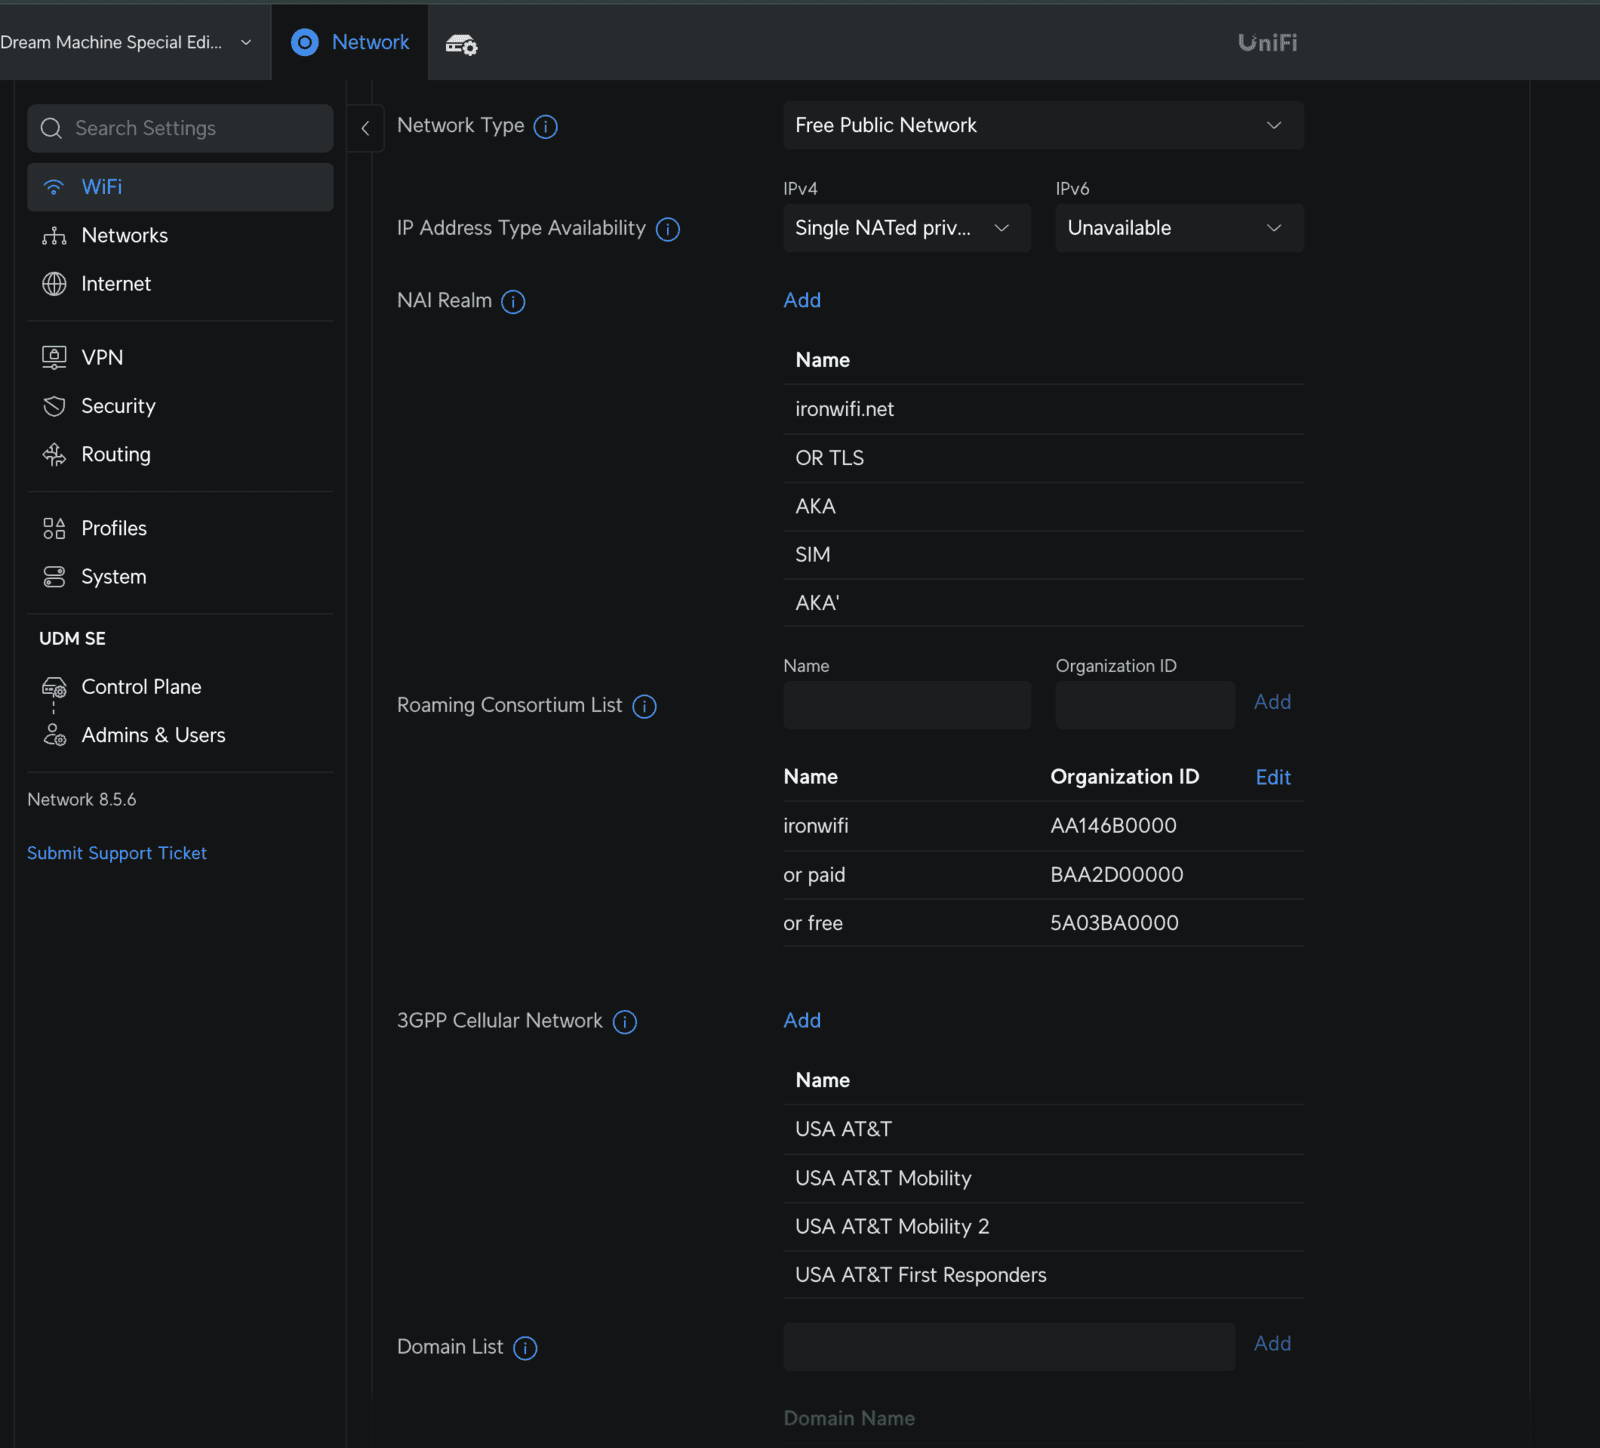 Dream Machine Special Edi...
Network
UniFi
Search Settings
WiFi
Networks
Internet
VPN
Security
Routing
Profiles
System
UDM SE
Control Plane
Admins & Users
Network 8.5.6
Submit Support Ticket
Network Type
Free Public Network
IPv4
IPv6
IP Address Type Availability
Single NATed priv...
Unavailable
NAI Realm
Add
Name
ironwifi.net
OR TLS
AKA
SIM
AKA'
Name
Organization ID
Roaming Consortium List
Add
Name
Organization ID
Edit
ironwifi
AA146B0000
or paid
BAA2D00000
or free
5A03BA0000
3GPP Cellular Network
Add
Name
USA AT&T
USA AT&T Mobility
USA AT&T Mobility 2
USA AT&T First Responders
Domain List
Add
Domain Name